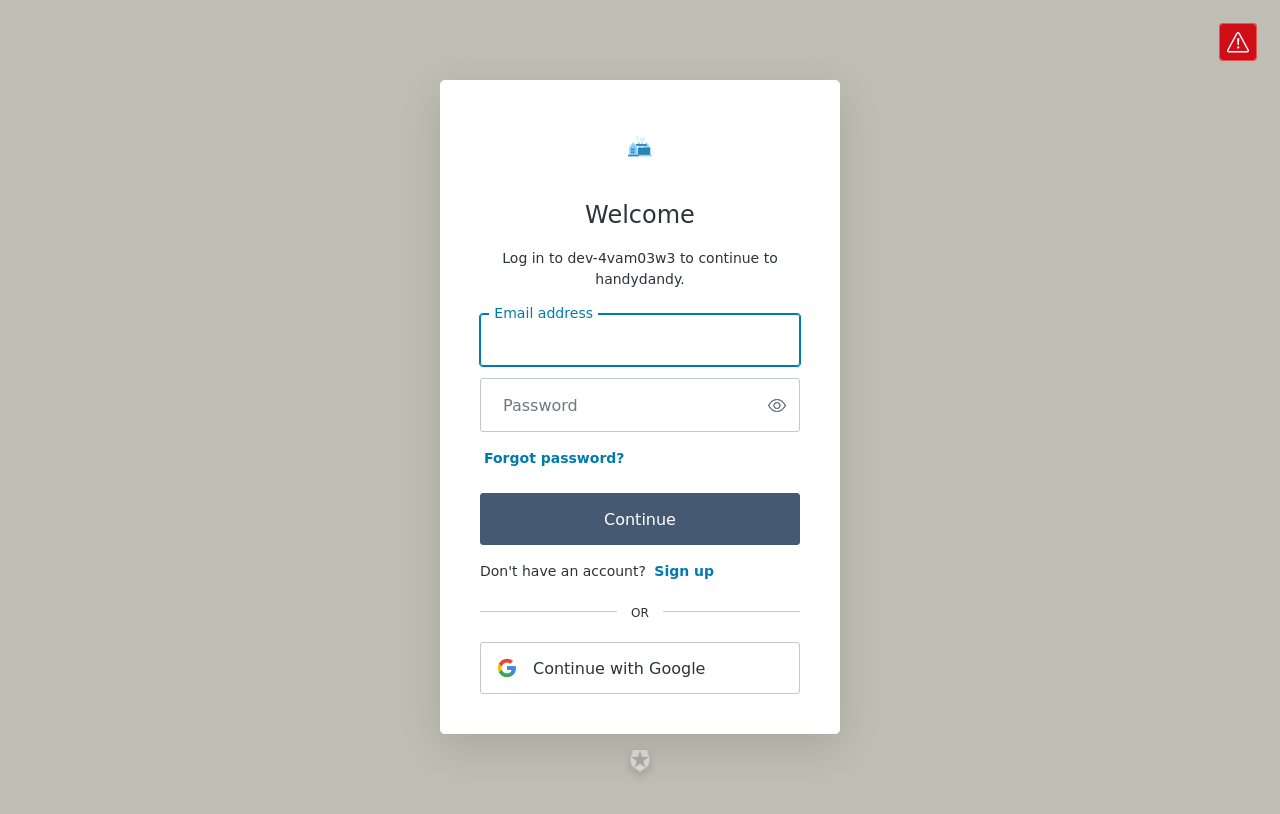 Welcome
Log in to dev-4vam03w3 to continue to
handydandy.
Email address
Password
Forgot password?
Continue
Don't have an account? Sign up
OR
Continue with Google